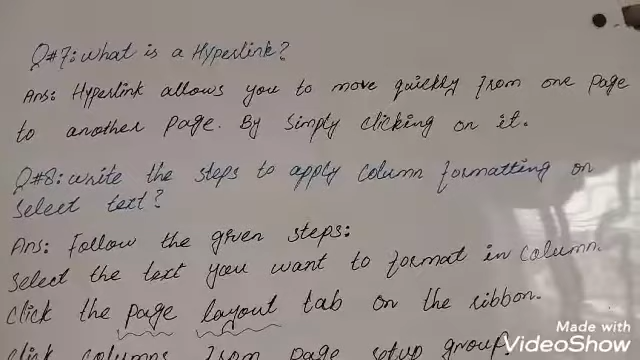 Q#7: What is a Hyperlink?
Ans: Hyperlink allows you to move quickly from one page
to another page. By simply clicking on it.
Q#8: write the steps to apply column formatting on
select text?
Ans: Follow the given steps:
Select the text you want to format in column.
Click the page layout tab on the ribbon.
Click columns from page setup group
Made with
VideoShow